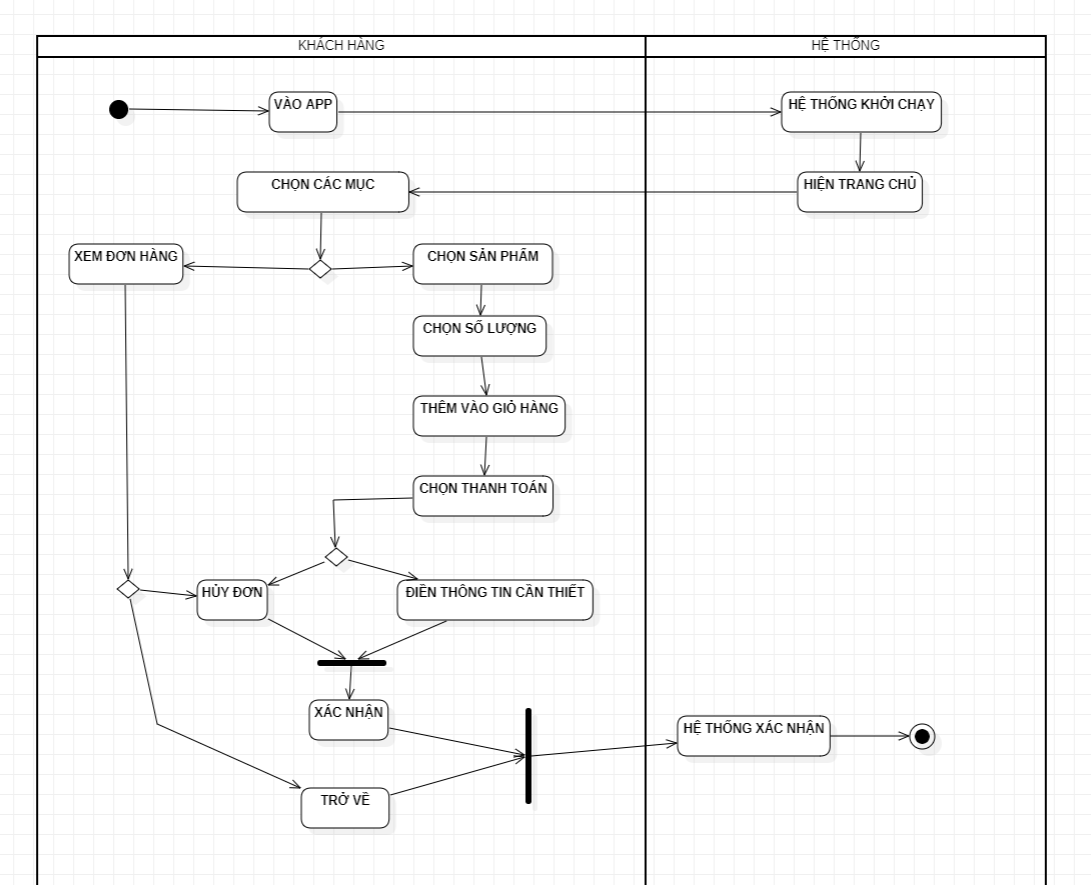 KHÁCH HÀNG
HỆ THỐNG
VÀO APP
HỆ THỐNG KHỞI CHẠY
CHỌN CÁC MỤC
HIỆN TRANG CHỦ
XEM ĐƠN HÀNG
CHỌN SẢN PHẨM
CHỌN SỐ LƯỢNG
THÊM VÀO GIỎ HÀNG
CHỌN THANH TOÁN
HỦY ĐƠN
ĐIỀN THÔNG TIN CẦN THIẾT
XÁC NHẬN
HỆ THỐNG XÁC NHẬN
TRỞ VỀ